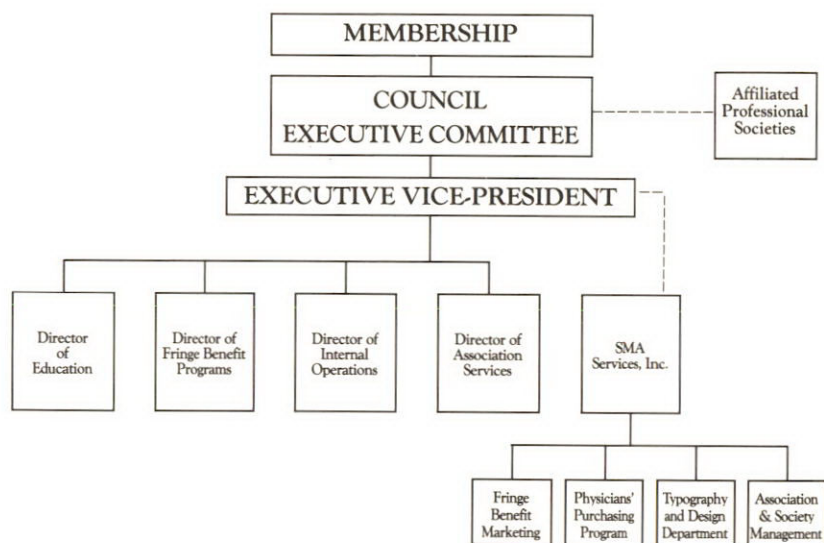 MEMBERSHIP
COUNCIL
EXECUTIVE COMMITTEE
Affiliated
Professional
Societies
EXECUTIVE VICE-PRESIDENT
Director
of
Education
Director of
Fringe Benefit
Programs
Director of
Internal
Operations
Director of
Association
Services
SMA
Services, Inc.
Fringe
Benefit
Marketing
Physicians'
Purchasing
Program
Typography
and Design
Department
Association
& Society
Management